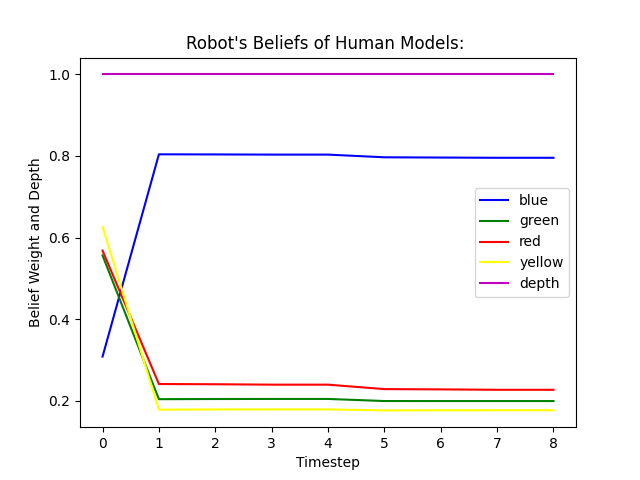 Robot's Beliefs of Human Models:
Belief Weight and Depth
1.0
0.8
0.6
0.4
0.2
blue
green
red
yellow
depth
0 1 2 3 4 5 6 7 8
Timestep